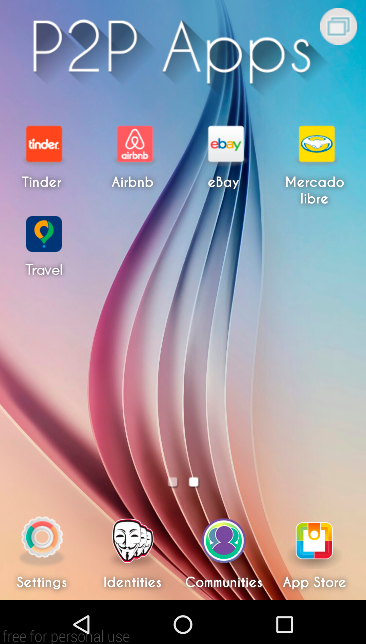 P2P Apps
tinder.
airbnb
ebay
Tinder
Airbnb
eBay
Mercado
libre
Travel
Settings
Identities
Communities
App Store
free for personal use